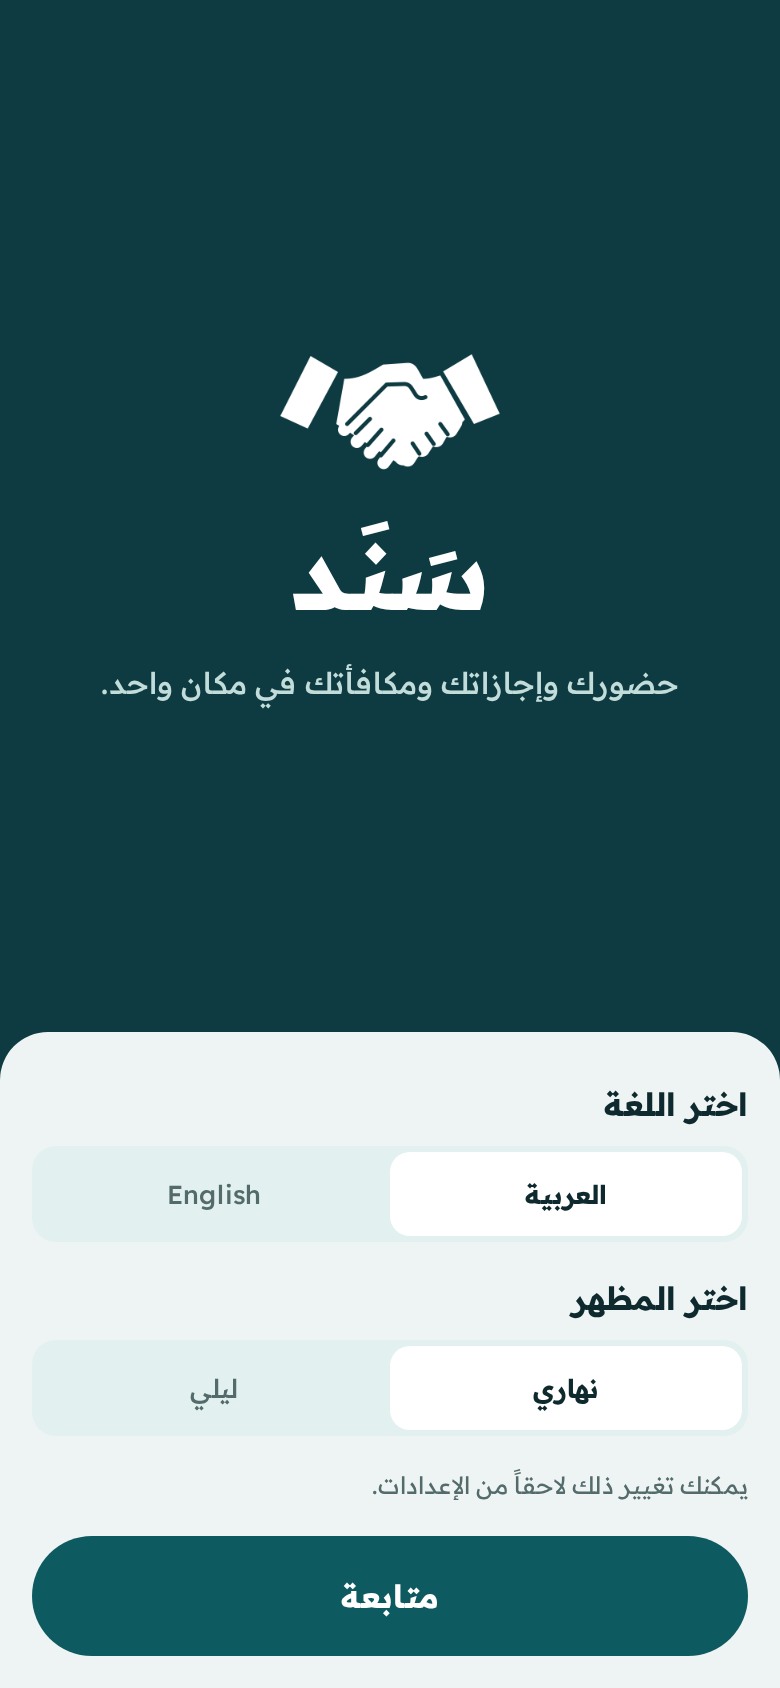 سَنَد
حضورك وإجازاتك ومكافأتك في مكان واحد.
اختر اللغة
العربية English
اختر المظهر
نهاري ليلي
يمكنك تغيير ذلك لاحقاً من الإعدادات.
متابعة